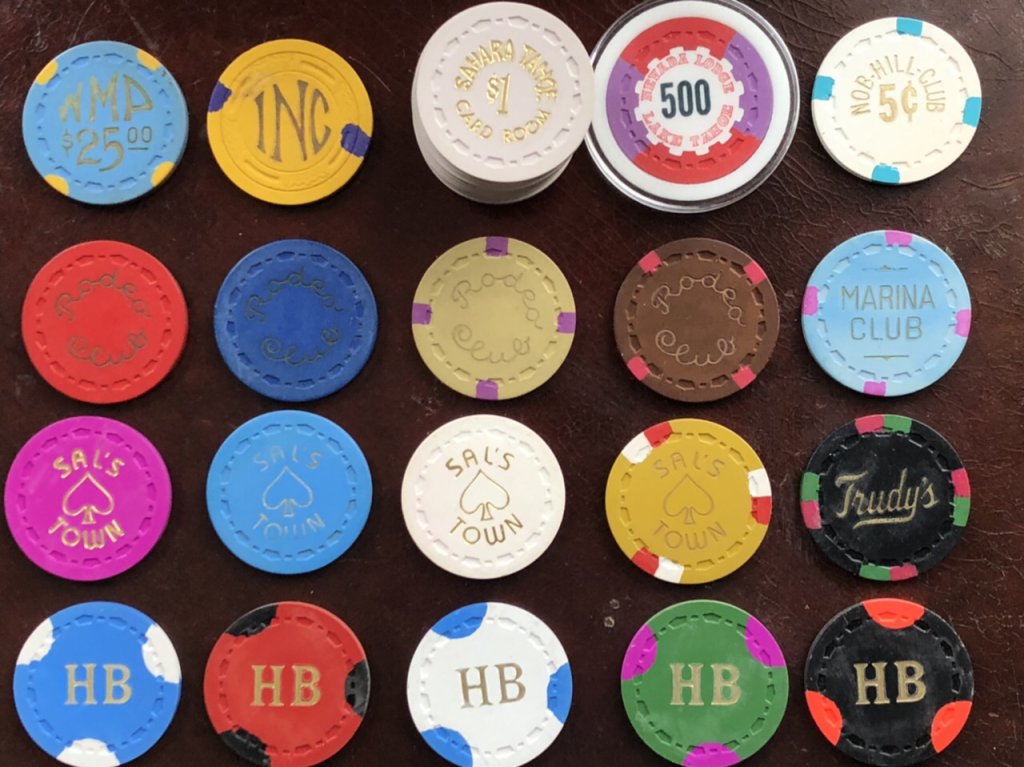 WMP
$25.00
INC
SAHARA TAHOE
$1
CARD ROOM
NEVADA LODGE
500
LAKE TAHOE
NOB-HILL-CLUB
5¢
Rodeo
Club
Rodeo
Club
Rodeo
Club
Rodeo
Club
MARINA
CLUB
SAL'S
TOWN
SAL'S
TOWN
SAL'S
TOWN
SAL'S
TOWN
Trudy's
HB
HB
HB
HB
HB